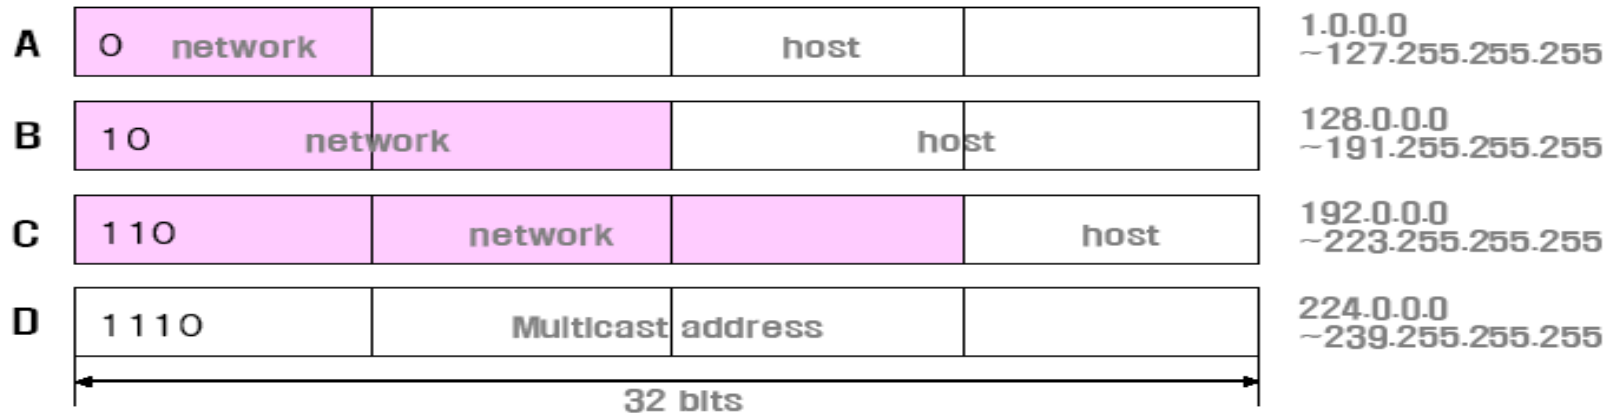 A 0 network host 1.0.0.0
~127.255.255.255
B 10 network host 128.0.0.0
~191.255.255.255
C 110 network host 192.0.0.0
~223.255.255.255
D 1110 Multicast address 224.0.0.0
~239.255.255.255
32 bits